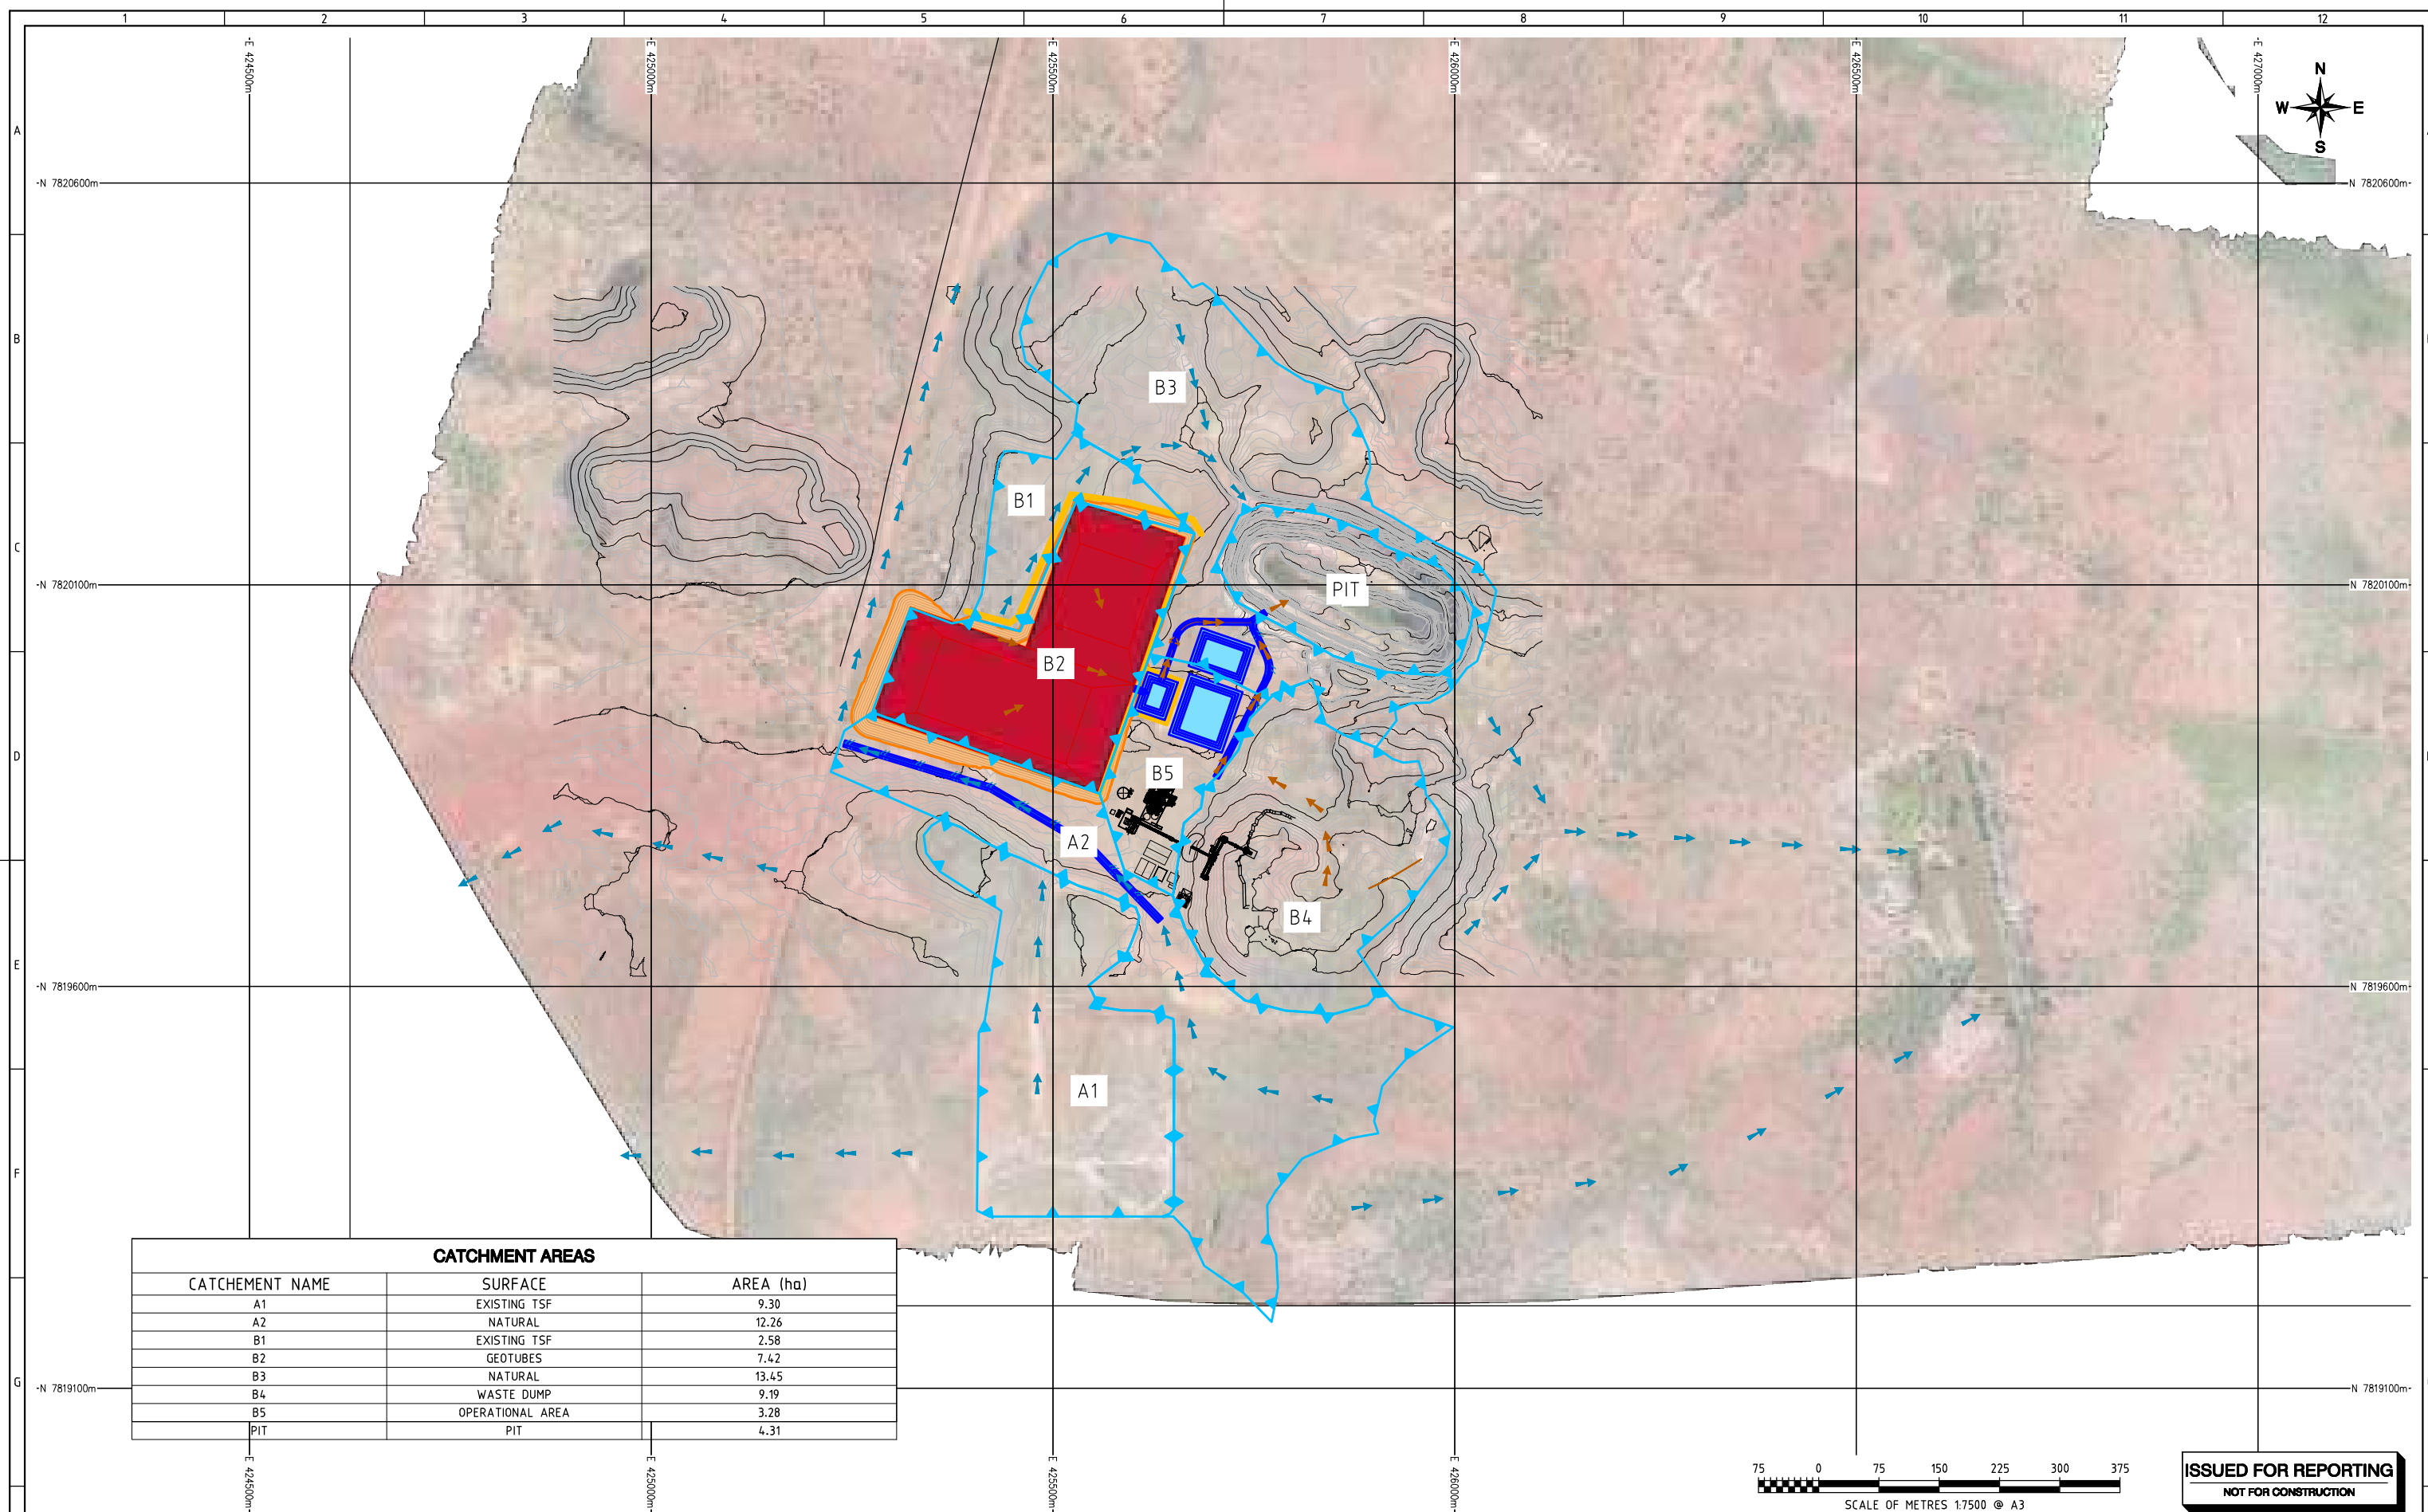 1 2 3 4 5 6 7 8 9 10 11 12
E 424500m E 425000m E 425500m E 426000m E 426500m E 427000m
N
W E
S
A
N 7820600m N 7820600m
B
B3
B1
C
N 7820100m N 7820100m
PIT
B2
D
B5
A2
B4
E
N 7819600m N 7819600m
A1
F
CATCHMENT AREAS
CATCHEMENT NAME SURFACE AREA (ha)
A1 EXISTING TSF 9.30
A2 NATURAL 12.26
B1 EXISTING TSF 2.58
B2 GEOTUBES 7.42
B3 NATURAL 13.45
B4 WASTE DUMP 9.19
B5 OPERATIONAL AREA 3.28
PIT PIT 4.31
G
N 7819100m N 7819100m
E 424500m E 425000m E 425500m E 426000m
75 0 75 150 225 300 375
SCALE OF METRES 1:7500 @ A3
ISSUED FOR REPORTING
NOT FOR CONSTRUCTION